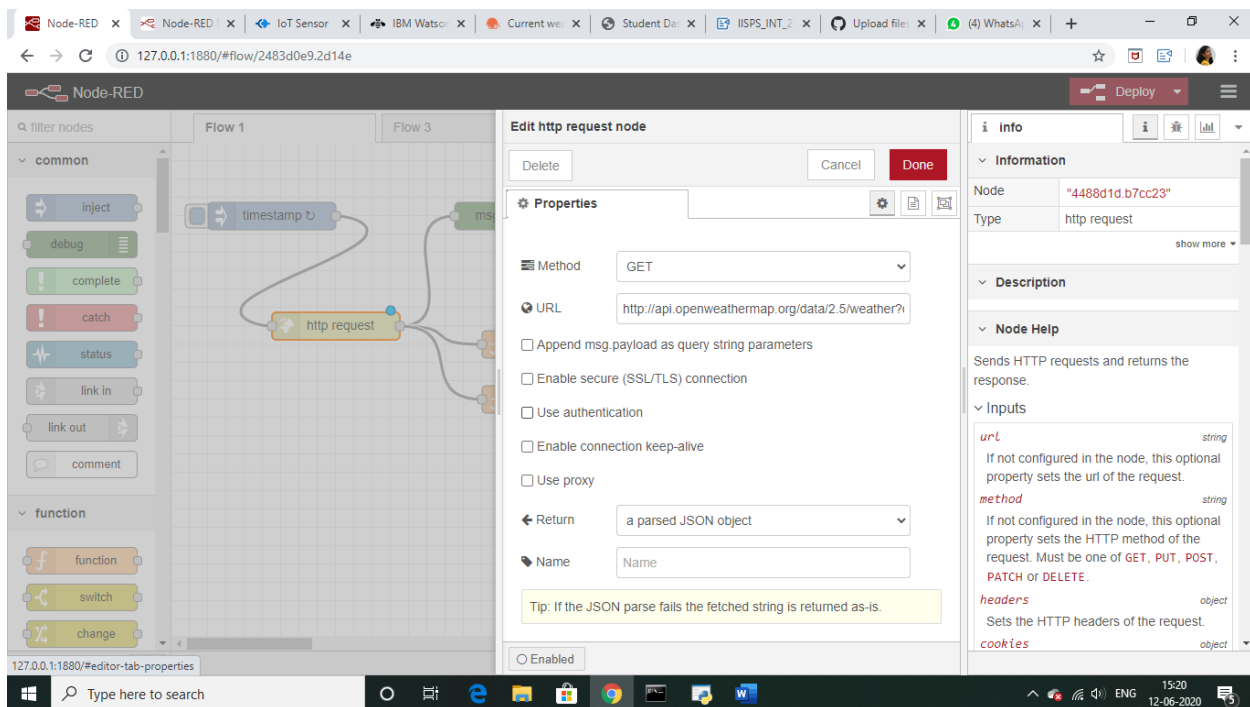 Node-RED
Node-RED
IoT Sensor
IBM Watson
Current wea
Student Das
IISPS_INT_2
Upload files
(4) WhatsAp
127.0.0.1:1880/#flow/2483d0e9.2d14e
Node-RED
Deploy
filter nodes
Flow 1
Flow 3
Edit http request node
i info
common
Delete
Cancel
Done
Information
Node
"4488d1d.b7cc23"
Type
http request
show more
inject
timestamp ↻
msg
Properties
debug
complete
Method
GET
Description
catch
http request
URL
http://api.openweathermap.org/data/2.5/weather?
Node Help
status
Append msg.payload as query string parameters
Sends HTTP requests and returns the
response.
link in
Enable secure (SSL/TLS) connection
Inputs
link out
Use authentication
url
string
If not configured in the node, this optional
property sets the url of the request.
comment
Enable connection keep-alive
Use proxy
method
string
If not configured in the node, this optional
property sets the HTTP method of the
request. Must be one of GET, PUT, POST,
PATCH or DELETE.
function
Return
a parsed JSON object
function
Name
Name
switch
Tip: If the JSON parse fails the fetched string is returned as-is.
headers
object
Sets the HTTP headers of the request.
change
cookies
object
127.0.0.1:1880/#editor-tab-properties
Enabled
Type here to search
ENG
15:20
12-06-2020
5